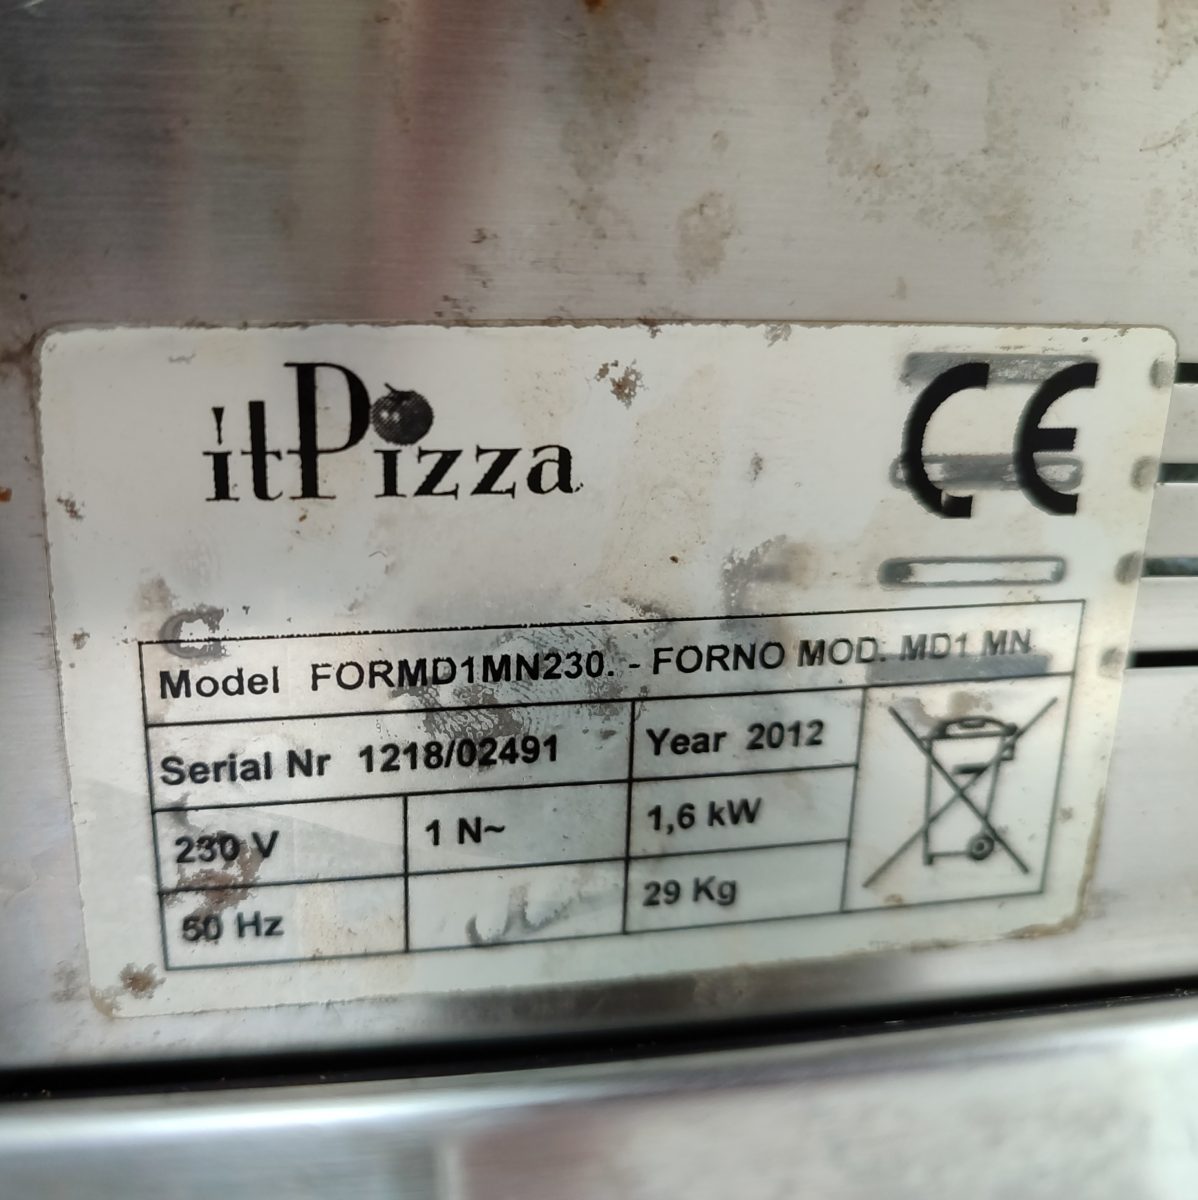 itPizza
CE
Model FORMD1MN230. - FORNO MOD. MD1 MN
Serial Nr 1218/02491 Year 2012
230 V 1 N~ 1,6 kW
50 Hz 29 Kg